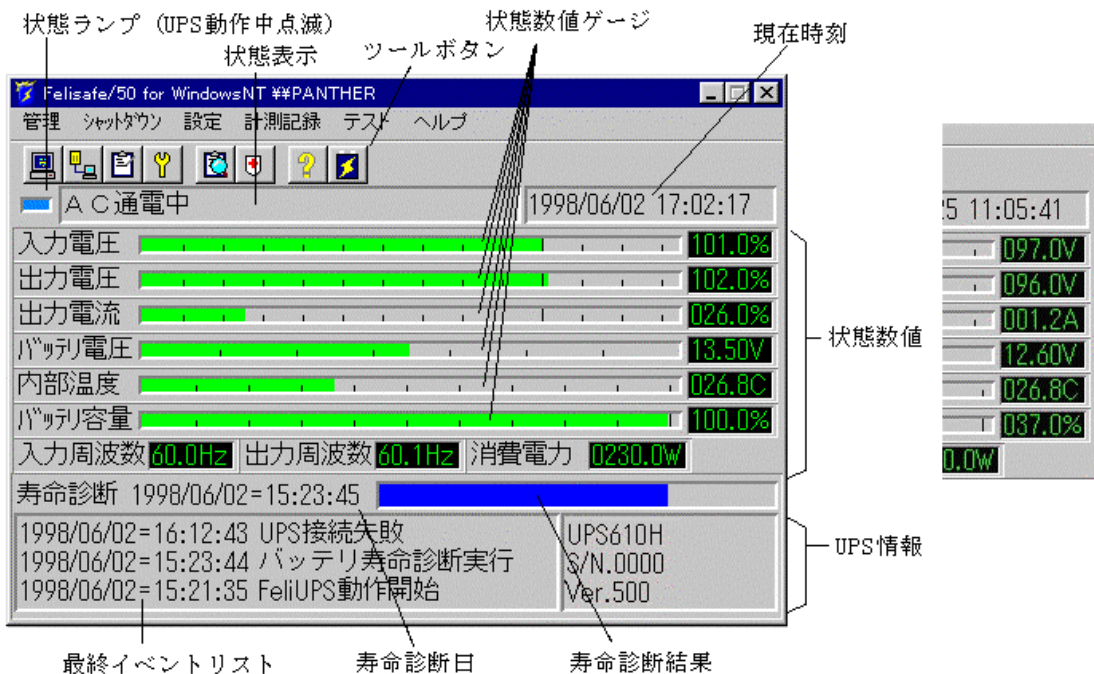 状態ランプ (UPS動作中点滅)
状態表示
ツールボタン
状態数値ゲージ
現在時刻
Felisafe/50 for WindowsNT ¥¥PANTHER
管理 シャットダウン 設定 計測記録 テスト ヘルプ
AC通電中
1998/06/02 17:02:17
入力電圧 101.0%
出力電圧 102.0%
出力電流 026.0%
バッテリ電圧 13.50V
内部温度 026.8C
バッテリ容量 100.0%
入力周波数 60.0Hz 出力周波数 60.1Hz 消費電力 0230.0W
寿命診断 1998/06/02=15:23:45
1998/06/02=16:12:43 UPS接続失敗
1998/06/02=15:23:44 バッテリ寿命診断実行
1998/06/02=15:21:35 FeliUPS動作開始
UPS610H
S/N.0000
Ver.500
状態数値
UPS情報
最終イベントリスト
寿命診断日
寿命診断結果
25 11:05:41
097.0V
096.0V
001.2A
12.60V
026.8C
037.0%
0.0W